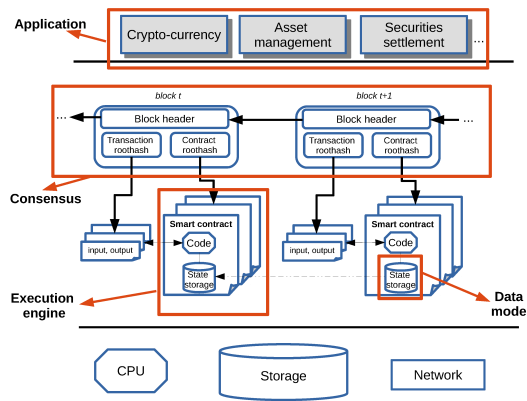 Application
Crypto-currency
Asset
management
Securities
settlement
...
block t
block t+1
...
Block header
Block header
...
Transaction
roothash
Contract
roothash
Transaction
roothash
Contract
roothash
Consensus
Smart contract
Smart contract
input, output
Code
input, output
Code
State
storage
State
storage
Execution
engine
Data
mode
CPU
Storage
Network